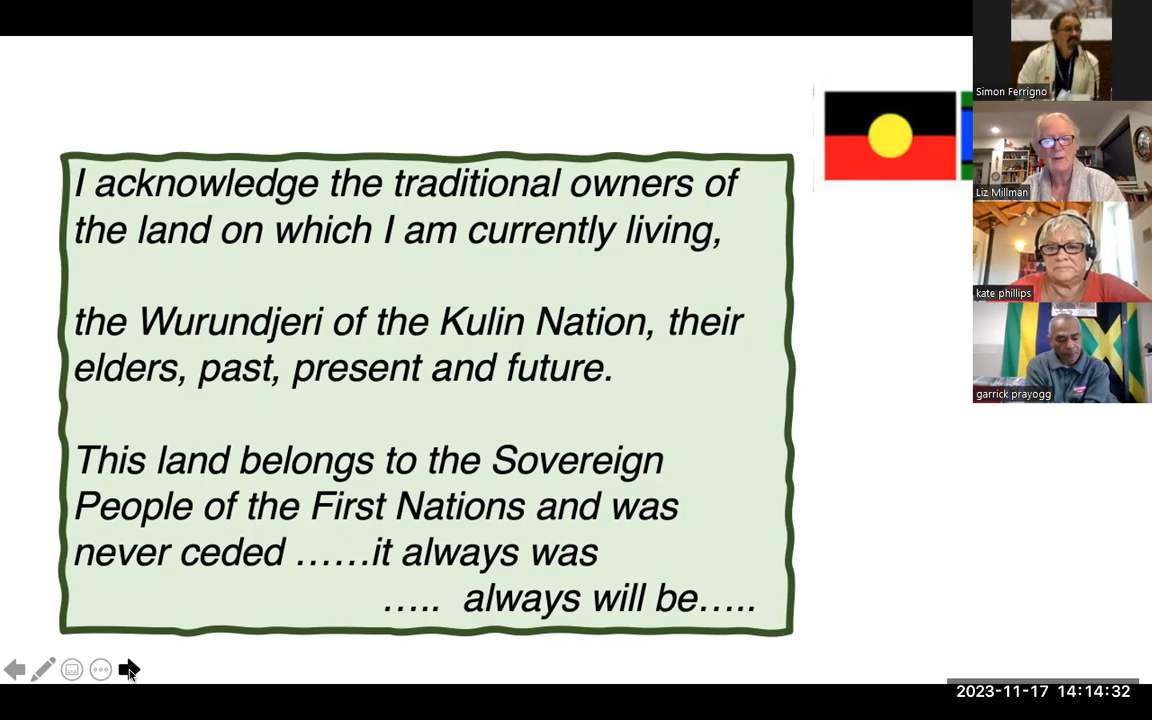 I acknowledge the traditional owners of
the land on which I am currently living,
the Wurundjeri of the Kulin Nation, their
elders, past, present and future.
This land belongs to the Sovereign
People of the First Nations and was
never ceded ……it always was
….. always will be…..
Simon Ferrigno
Liz Millman
kate phillips
garrick prayogg
2023-11-17 14:14:32